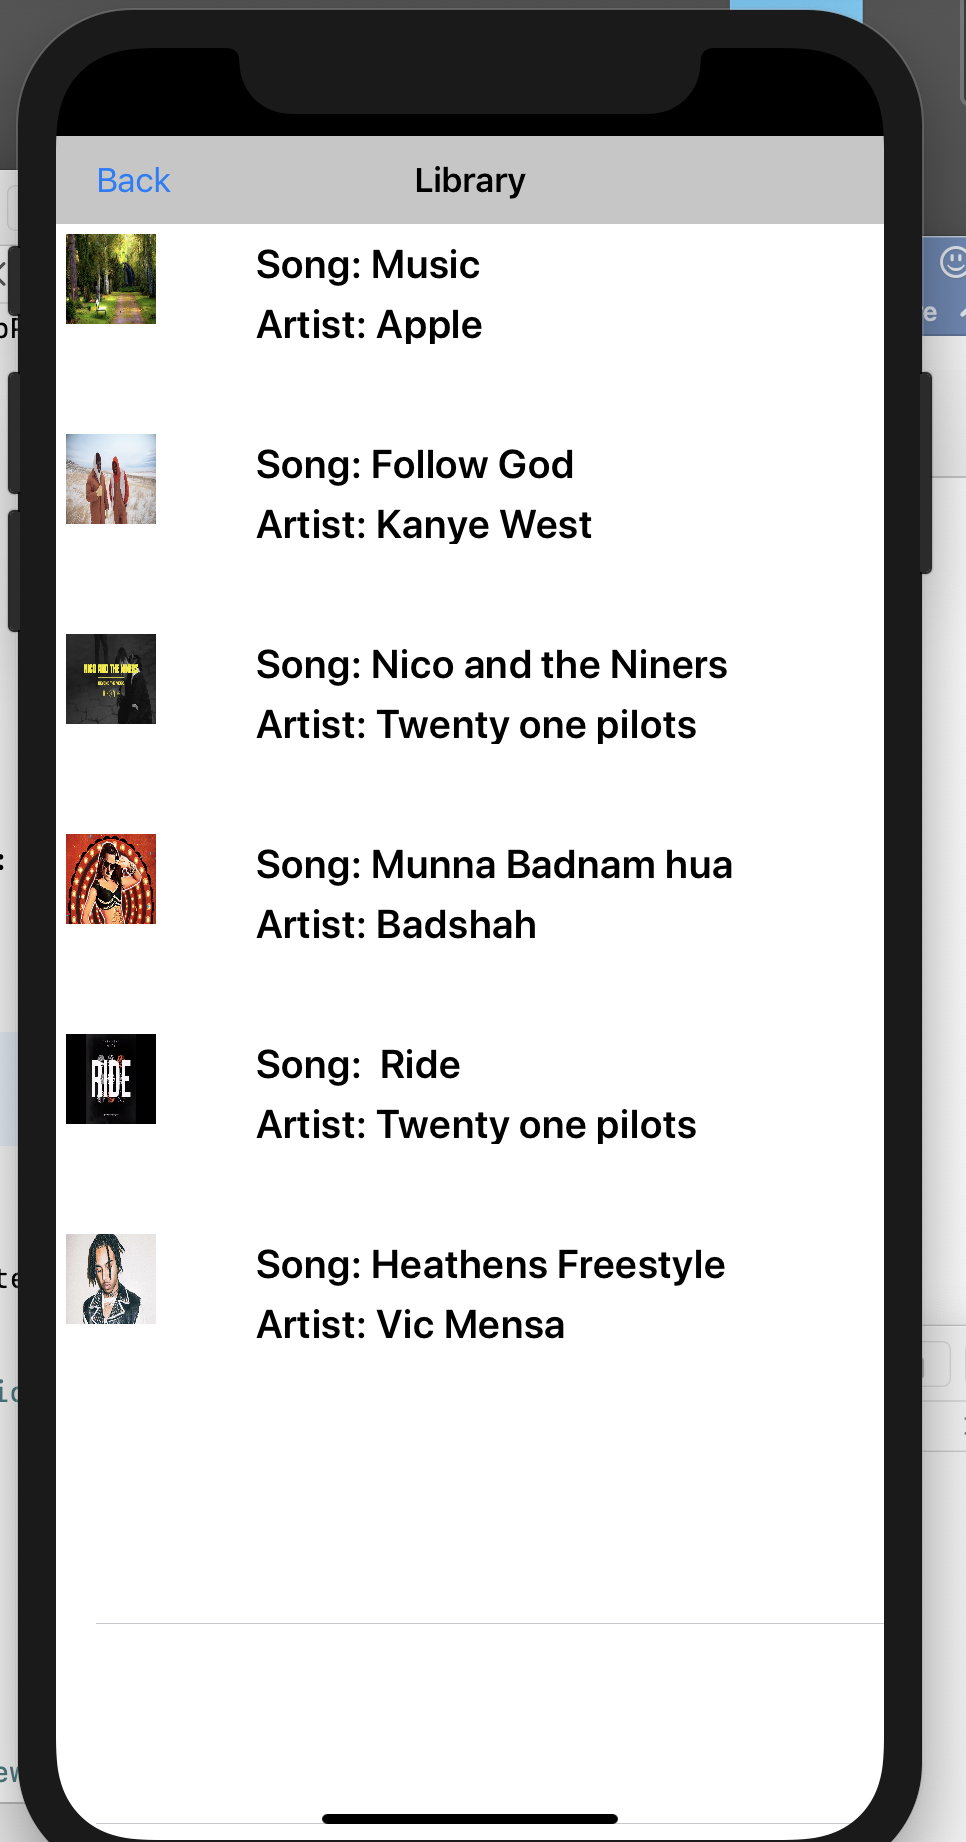 Back
Library
Song: Music
Artist: Apple
Song: Follow God
Artist: Kanye West
NICO AND THE NINERS
Song: Nico and the Niners
Artist: Twenty one pilots
Song: Munna Badnam hua
Artist: Badshah
RIDE
Song:  Ride
Artist: Twenty one pilots
Song: Heathens Freestyle
Artist: Vic Mensa